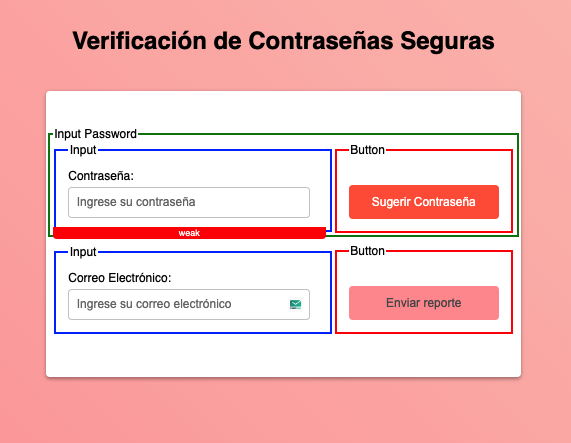 Verificación de Contraseñas Seguras
Input Password
Input
Button
Contraseña:
Ingrese su contraseña
Sugerir Contraseña
weak
Input
Button
Correo Electrónico:
Ingrese su correo electrónico
Enviar reporte